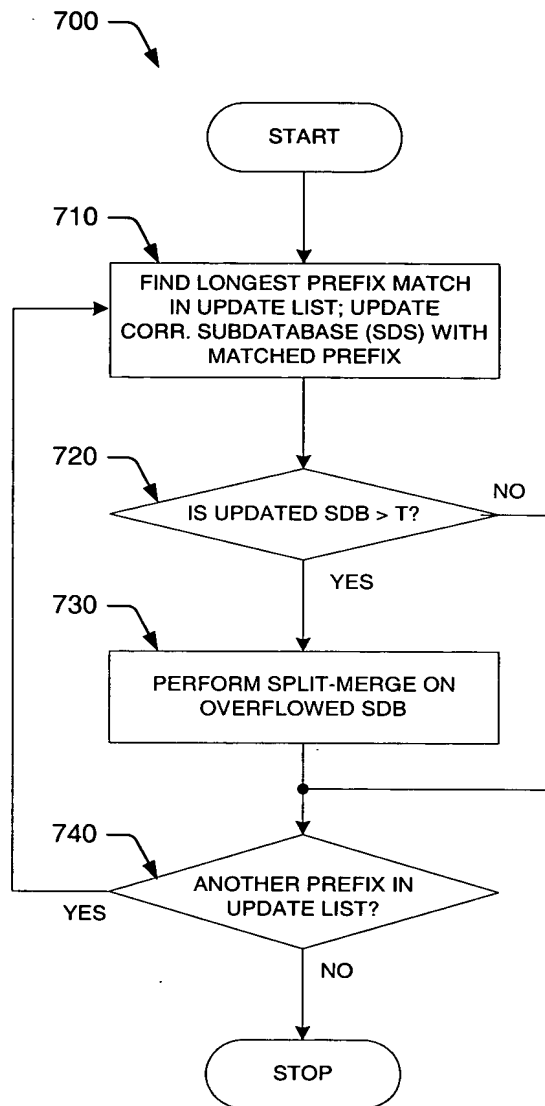 700
START
710
FIND LONGEST PREFIX MATCH
IN UPDATE LIST; UPDATE
CORR. SUBDATABASE (SDS) WITH
MATCHED PREFIX
720
NO
IS UPDATED SDB > T?
YES
730
PERFORM SPLIT-MERGE ON
OVERFLOWED SDB
740
ANOTHER PREFIX IN
UPDATE LIST?
YES
NO
STOP